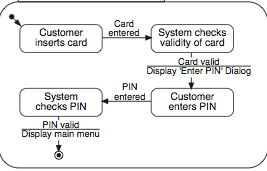 Customer
inserts card
Card
entered
System checks
validity of card
Card valid
Display 'Enter PIN' Dialog
Customer
enters PIN
PIN
entered
System
checks PIN
PIN valid
Display main menu